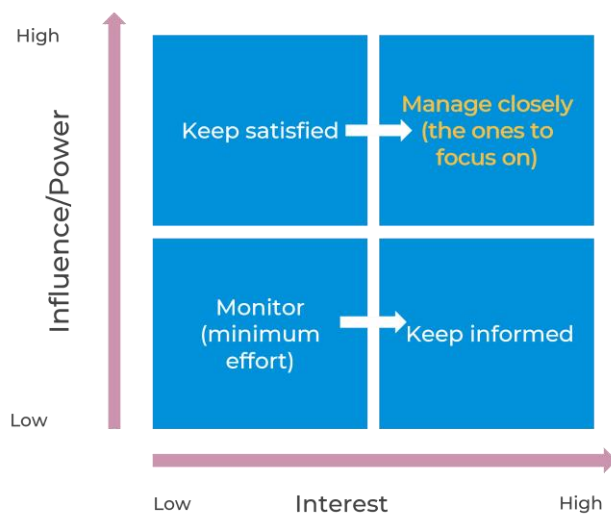 High
Influence/Power
Low
Keep satisfied
Manage closely
(the ones to
focus on)
Monitor
(minimum
effort)
Keep informed
Low
Interest
High